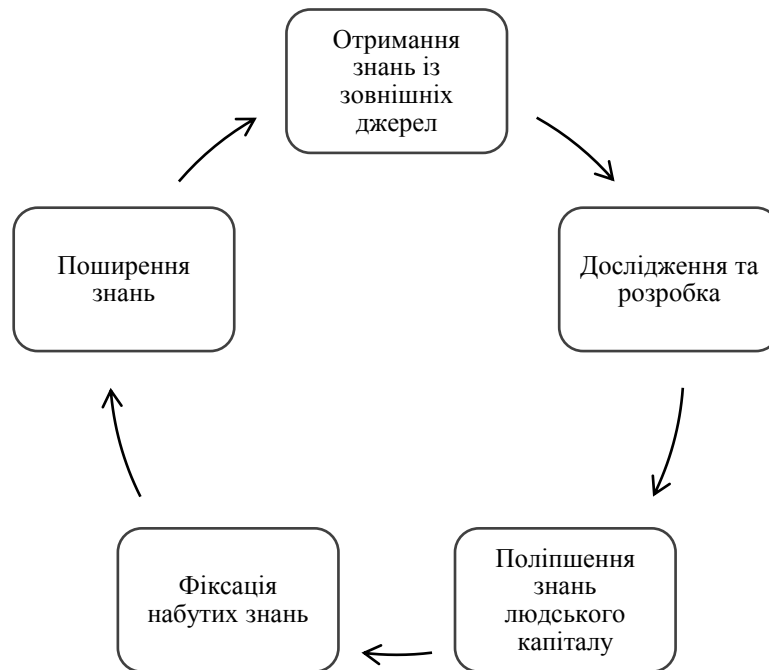 Отримання
знань із
зовнішніх
джерел
Дослідження та
розробка
Поліпшення
знань
людського
капіталу
Фіксація
набутих знань
Поширення
знань